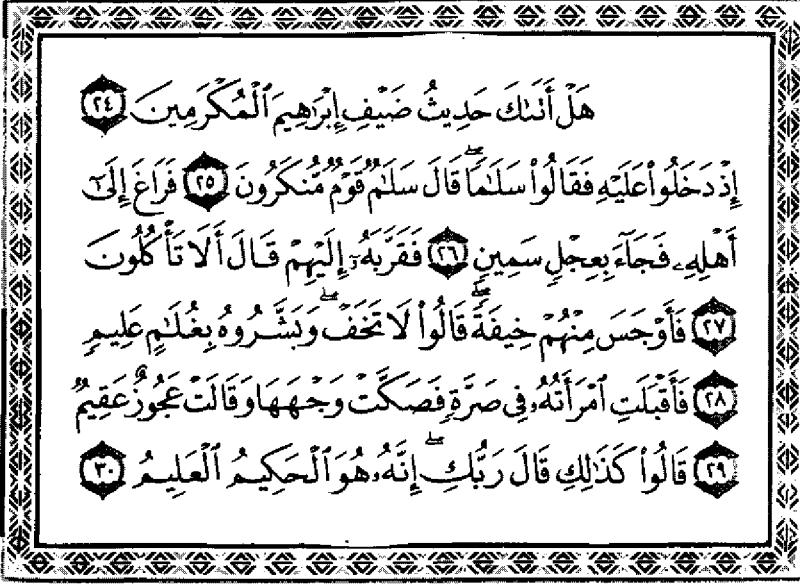 هَلْ أَتَىٰكَ حَدِيثُ ضَيْفِ إِبْرَٰهِيمَ ٱلْمُكْرَمِينَ ٢٤
إِذْ دَخَلُوا۟ عَلَيْهِ فَقَالُوا۟ سَلَٰمًا ۖ قَالَ سَلَٰمٌ قَوْمٌ مُّنكَرُونَ ٢٥ فَرَاغَ إِلَىٰٓ
أَهْلِهِۦ فَجَآءَ بِعِجْلٍ سَمِينٍ ٢٦ فَقَرَّبَهُۥٓ إِلَيْهِمْ قَالَ أَلَا تَأْكُلُونَ
٢٧ فَأَوْجَسَ مِنْهُمْ خِيفَةً ۖ قَالُوا۟ لَا تَخَفْ ۖ وَبَشَّرُوهُ بِغُلَٰمٍ عَلِيمٍ
٢٨ فَأَقْبَلَتِ ٱمْرَأَتُهُۥ فِى صَرَّةٍ فَصَكَّتْ وَجْهَهَا وَقَالَتْ عَجُوزٌ عَقِيمٌ
٢٩ قَالُوا۟ كَذَٰلِكِ قَالَ رَبُّكِ ۖ إِنَّهُۥ هُوَ ٱلْحَكِيمُ ٱلْعَلِيمُ ٣٠